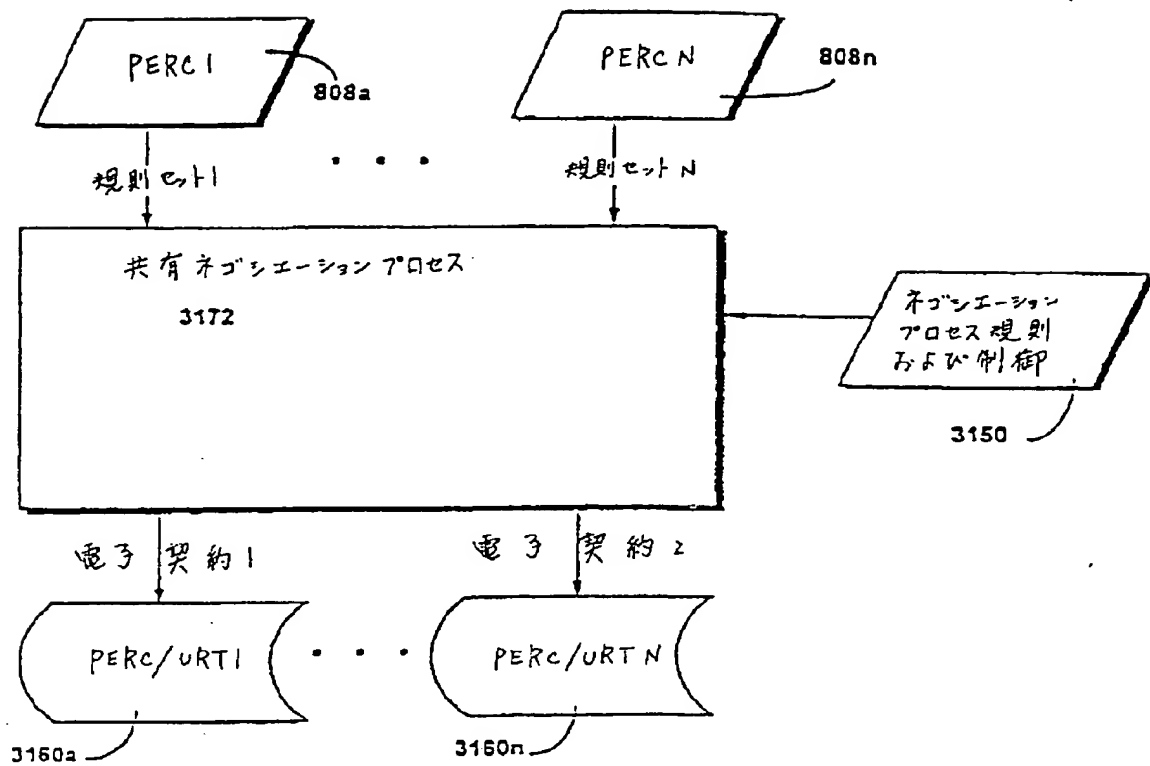 PERC 1
808a
PERC N
808n
規則セット1
• • •
規則セットN
共有ネゴシエーションプロセス
3172
ネゴシエーション
プロセス規則
および制御
3150
電子契約1
電子契約2
PERC/URT1
• • •
PERC/URT N
3160a
3160n